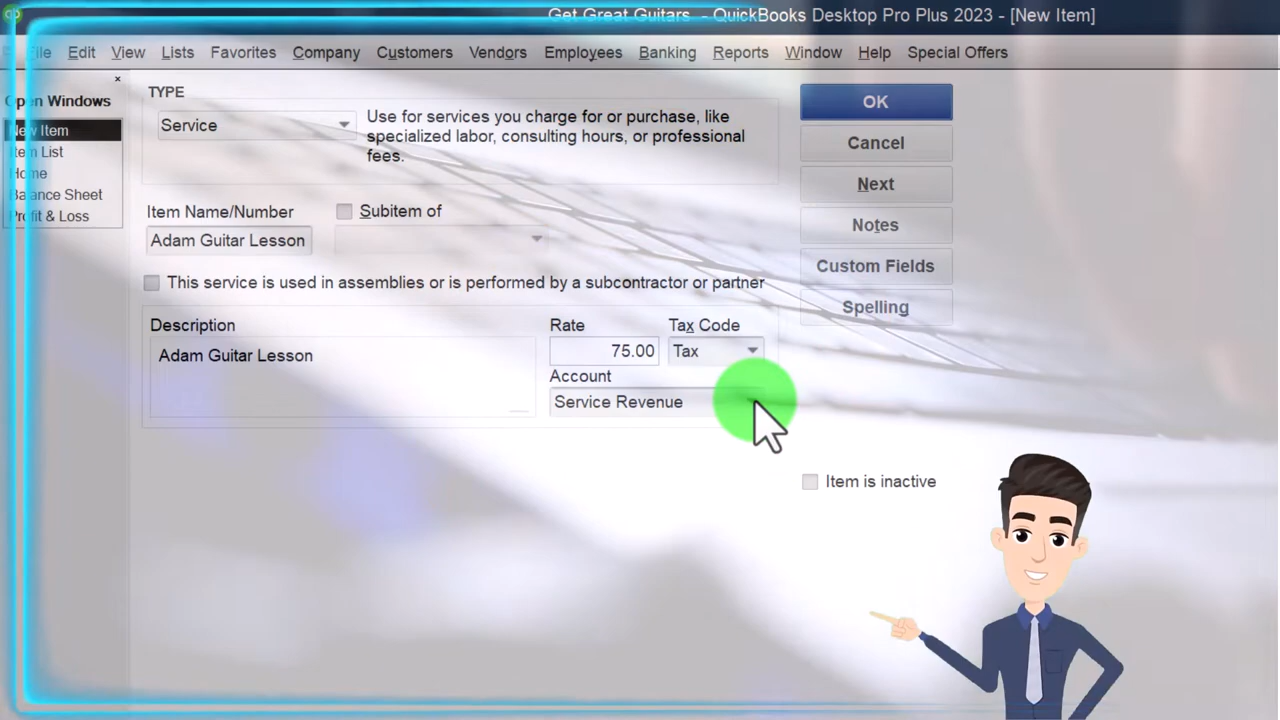 Get Great Guitars - QuickBooks Desktop Pro Plus 2023 - [New Item]
File Edit View Lists Favorites Company Customers Vendors Employees Banking Reports Window Help Special Offers
Open Windows
New Item
Item List
Home
Balance Sheet
Profit & Loss
TYPE
Service
Use for services you charge for or purchase, like
specialized labor, consulting hours, or professional
fees.
OK
Cancel
Next
Notes
Custom Fields
Spelling
Item Name/Number
Subitem of
Adam Guitar Lesson
This service is used in assemblies or is performed by a subcontractor or partner
Description
Rate
Tax Code
Adam Guitar Lesson
75.00
Tax
Account
Service Revenue
Item is inactive